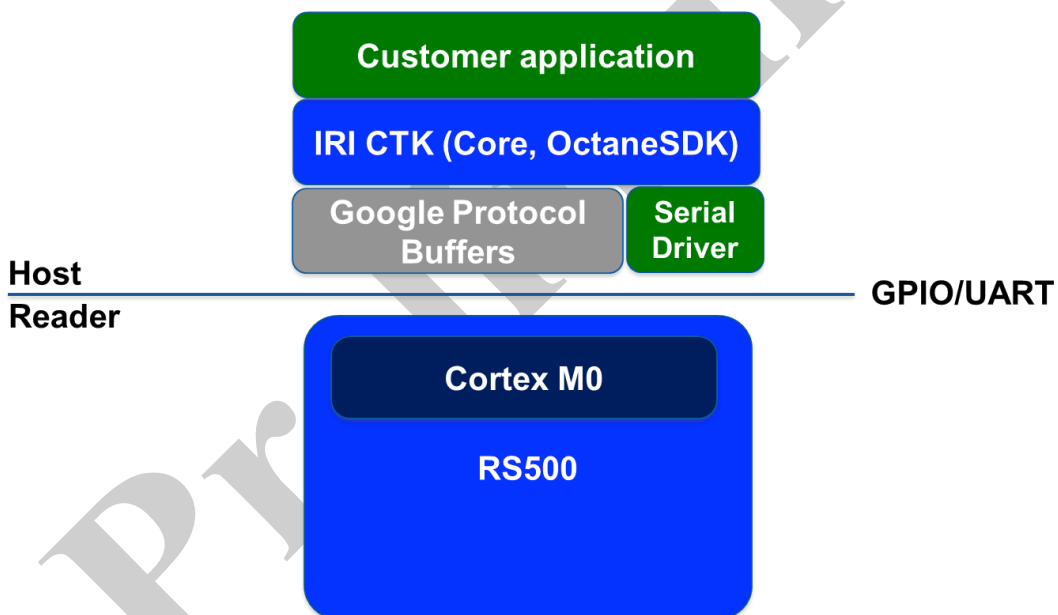 Customer application
IRI CTK (Core, OctaneSDK)
Google Protocol
Buffers
Serial
Driver
Host
GPIO/UART
Reader
Cortex M0
RS500